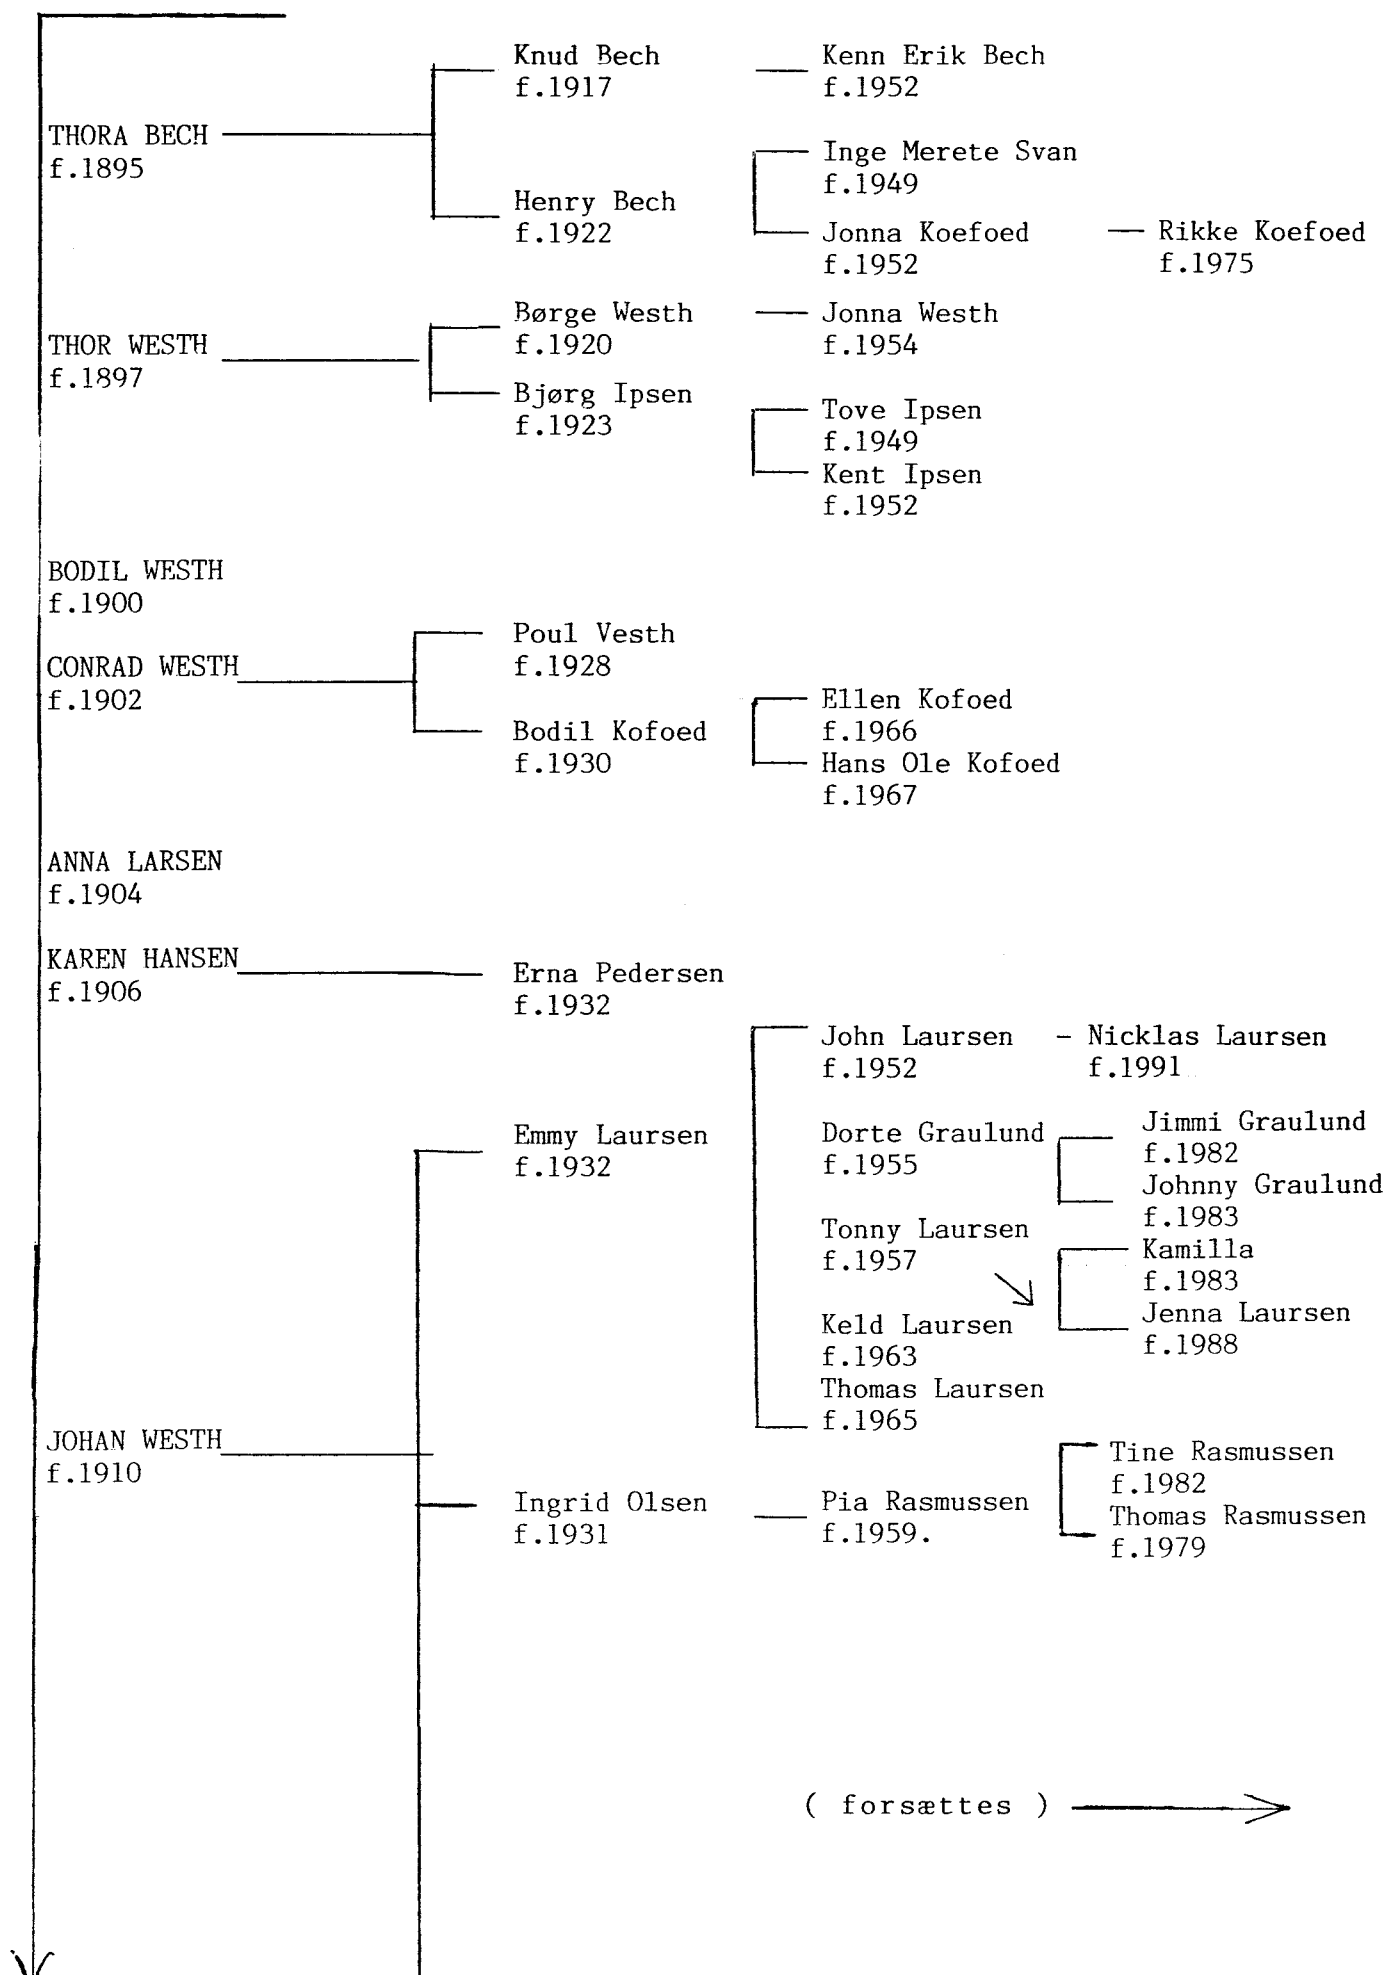 Knud Bech
f.1917
Kenn Erik Bech
f.1952
THORA BECH
f.1895
Inge Merete Svan
f.1949
Henry Bech
f.1922
Jonna Koefoed
f.1952
Rikke Koefoed
f.1975
THOR WESTH
f.1897
Børge Westh
f.1920
Jonna Westh
f.1954
Bjørg Ipsen
f.1923
Tove Ipsen
f.1949
Kent Ipsen
f.1952
BODIL WESTH
f.1900
CONRAD WESTH
f.1902
Poul Vesth
f.1928
Bodil Kofoed
f.1930
Ellen Kofoed
f.1966
Hans Ole Kofoed
f.1967
ANNA LARSEN
f.1904
KAREN HANSEN
f.1906
Erna Pedersen
f.1932
John Laursen
f.1952
Nicklas Laursen
f.1991
Emmy Laursen
f.1932
Dorte Graulund
f.1955
Jimmi Graulund
f.1982
Johnny Graulund
f.1983
Tonny Laursen
f.1957
Kamilla
f.1983
Jenna Laursen
f.1988
Keld Laursen
f.1963
Thomas Laursen
f.1965
JOHAN WESTH
f.1910
Ingrid Olsen
f.1931
Pia Rasmussen
f.1959.
Tine Rasmussen
f.1982
Thomas Rasmussen
f.1979
( forsættes )